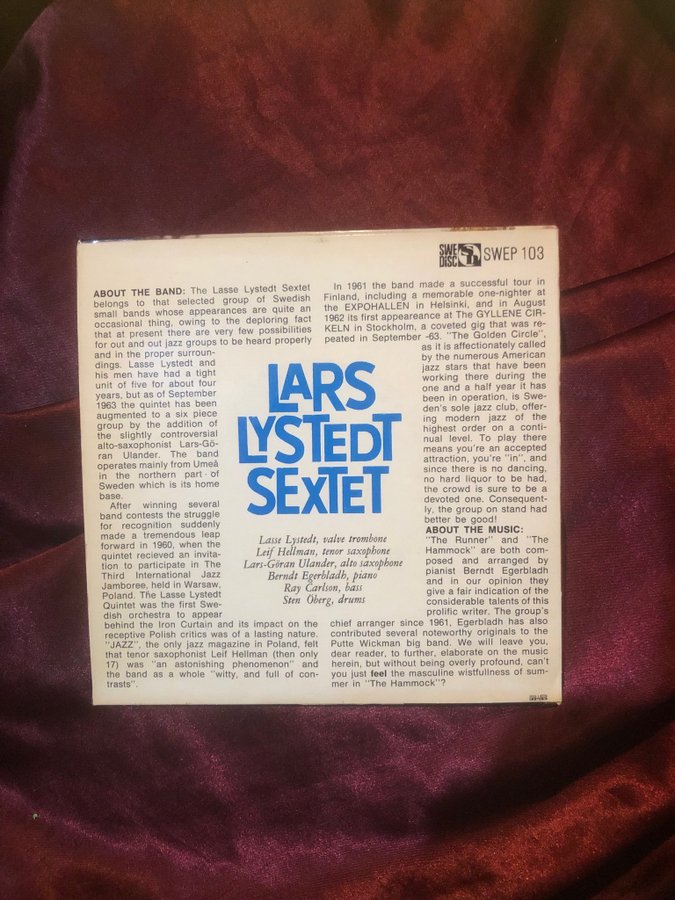 SWE DISC SD SWEP 103
ABOUT THE BAND: The Lasse Lystedt Sextet
belongs to that selected group of Swedish
small bands whose appearances are quite an
occasional thing, owing to the deploring fact
that at present there are very few possibilities
for out and out jazz groups to be heard properly
and in the proper surroun-
dings. Lasse Lystedt and
his men have had a tight
unit of five for about four
years, but as of September
1963 the quintet has been
augmented to a six piece
group by the addition of
the slightly controversial
alto-saxophonist Lars-Gö-
ran Ulander. The band
operates mainly from Umeå
in the northern part of
Sweden which is its home
base.
After winning several
band contests the struggle
for recognition suddenly
made a tremendous leap
forward in 1960, when the
quintet recieved an invita-
tion to participate in The
Third International Jazz
Jamboree, held in Warsaw,
Poland. The Lasse Lystedt
Quintet was the first Swe-
dish orchestra to appear
behind the Iron Curtain and its impact on the
receptive Polish critics was of a lasting nature.
"JAZZ", the only jazz magazine in Poland, felt
that tenor saxophonist Leif Hellman (then only
17) was "an astonishing phenomenon" and
the band as a whole "witty, and full of con-
trasts".
LARS
LYSTEDT
SEXTET
Lasse Lystedt, valve trombone
Leif Hellman, tenor saxophone
Lars-Göran Ulander, alto saxophone
Berndt Egerbladh, piano
Ray Carlson, bass
Sten Öberg, drums
In 1961 the band made a successful tour in
Finland, including a memorable one-nighter at
the EXPOHALLEN in Helsinki, and in August
1962 its first appeareance at The GYLLENE CIR-
KELN in Stockholm, a coveted gig that was re-
peated in September -63. "The Golden Circle",
as it is affectionately called
by the numerous American
jazz stars that have been
working there during the
one and a half year it has
been in operation, is Swe-
den's sole jazz club, offer-
ing modern jazz of the
highest order on a conti-
nual level. To play there
means you're an accepted
attraction, you're "in", and
since there is no dancing,
no hard liquor to be had,
the crowd is sure to be a
devoted one. Consequent-
ly, the group on stand had
better be good!
ABOUT THE MUSIC:
"The Runner" and "The
Hammock" are both com-
posed and arranged by
pianist Berndt Egerbladh
and in our opinion they
give a fair indication of the
considerable talents of this
prolific writer. The group's
chief arranger since 1961, Egerbladh has also
contributed several noteworthy originals to the
Putte Wickman big band. We will leave you,
dear reader, to further, elaborate on the music
herein, but without being overly profound, can't
you just feel the masculine wistfulness of sum-
mer in "The Hammock"?